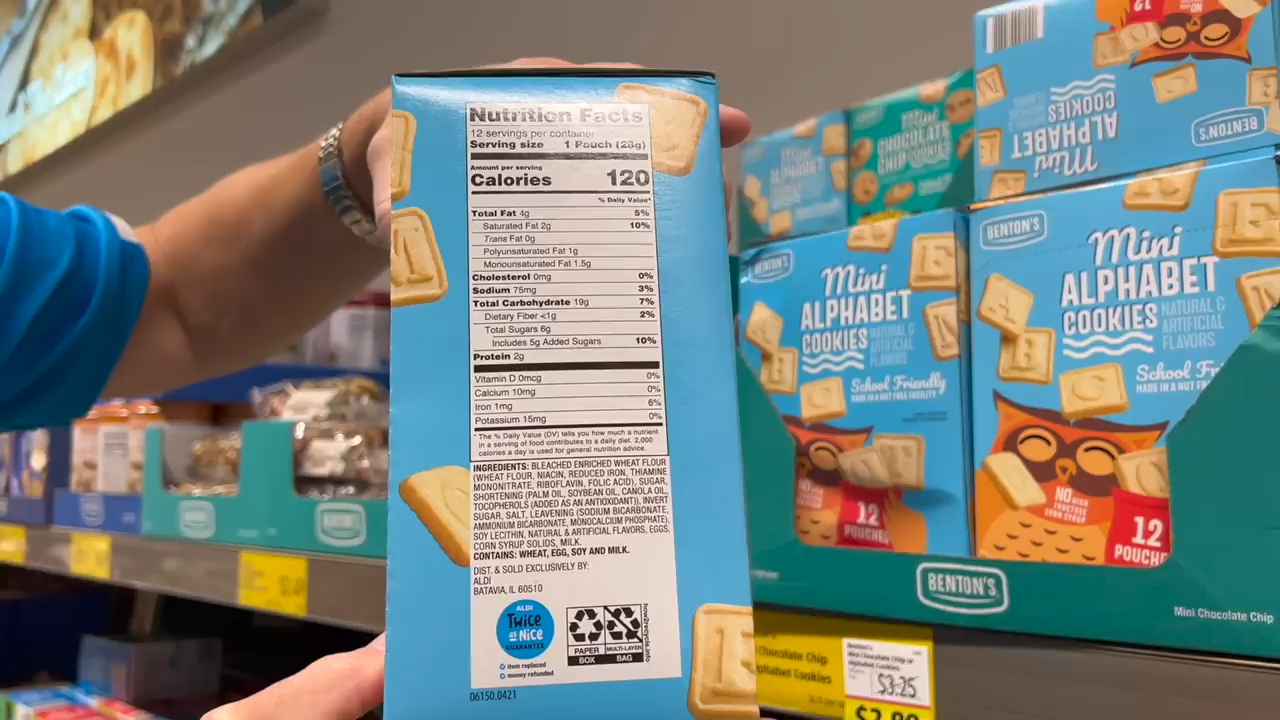 Nutrition Facts
12 servings per container
Serving size 1 Pouch (28g)
Amount per serving
Calories 120
% Daily Value*
Total Fat 4g 5%
Saturated Fat 2g 10%
Trans Fat 0g
Polyunsaturated Fat 1g
Monounsaturated Fat 1.5g
Cholesterol 0mg 0%
Sodium 75mg 3%
Total Carbohydrate 19g 7%
Dietary Fiber <1g 2%
Total Sugars 6g
Includes 5g Added Sugars 10%
Protein 2g
Vitamin D 0mcg 0%
Calcium 10mg 0%
Iron 1mg 6%
Potassium 15mg 0%
* The % Daily Value (DV) tells you how much a nutrient
in a serving of food contributes to a daily diet. 2,000
calories a day is used for general nutrition advice.
INGREDIENTS: BLEACHED ENRICHED WHEAT FLOUR
(WHEAT FLOUR, NIACIN, REDUCED IRON, THIAMINE
MONONITRATE, RIBOFLAVIN, FOLIC ACID), SUGAR,
SHORTENING (PALM OIL, SOYBEAN OIL, CANOLA OIL,
TOCOPHEROLS (ADDED AS AN ANTIOXIDANT)), INVERT
SUGAR, SALT, LEAVENING (SODIUM BICARBONATE,
AMMONIUM BICARBONATE, MONOCALCIUM PHOSPHATE),
SOY LECITHIN, NATURAL & ARTIFICIAL FLAVORS, EGGS,
CORN SYRUP SOLIDS, MILK.
CONTAINS: WHEAT, EGG, SOY AND MILK.
DIST. & SOLD EXCLUSIVELY BY:
ALDI
BATAVIA, IL 60510
ALDI
Twice
as Nice
GUARANTEE
item replaced
money refunded
PAPER
BOX
MULTI-LAYER
BAG
how2recycle.info
06150.0421
Mini
ALPHABET
Mini
CHOCOLATE
CHIP COOKIES
Mini
ALPHABET
COOKIES
BENTON'S
12
BENTON'S
Mini
ALPHABET
COOKIES
NATURAL &
ARTIFICIAL
FLAVORS
School Friendly
MADE IN A NUT FREE FACILITY
12
POUCHE
BENTON'S
Mini
ALPHABET
COOKIES
NATURAL &
ARTIFICIAL
FLAVORS
School Fr
MADE IN A NUT FR
NO HIGH
FRUCTOSE
CORN SYRUP
12
POUCHE
BENTON'S
Mini Chocolate Chip
BENTON'S
BENTON'S
Chocolate Chip
Alphabet Cookies
$3.25